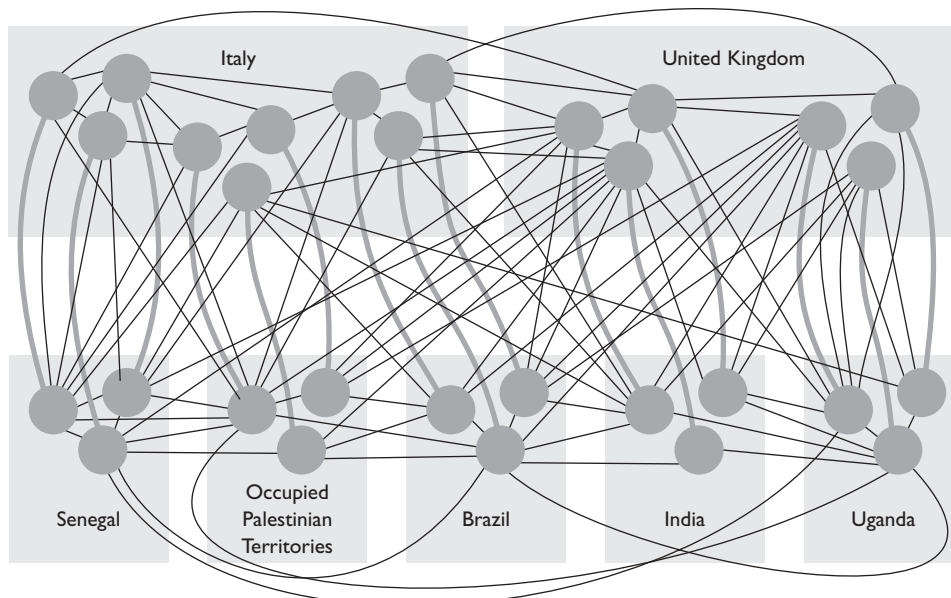 Italy
United Kingdom
Senegal
Occupied
Palestinian
Territories
Brazil
India
Uganda